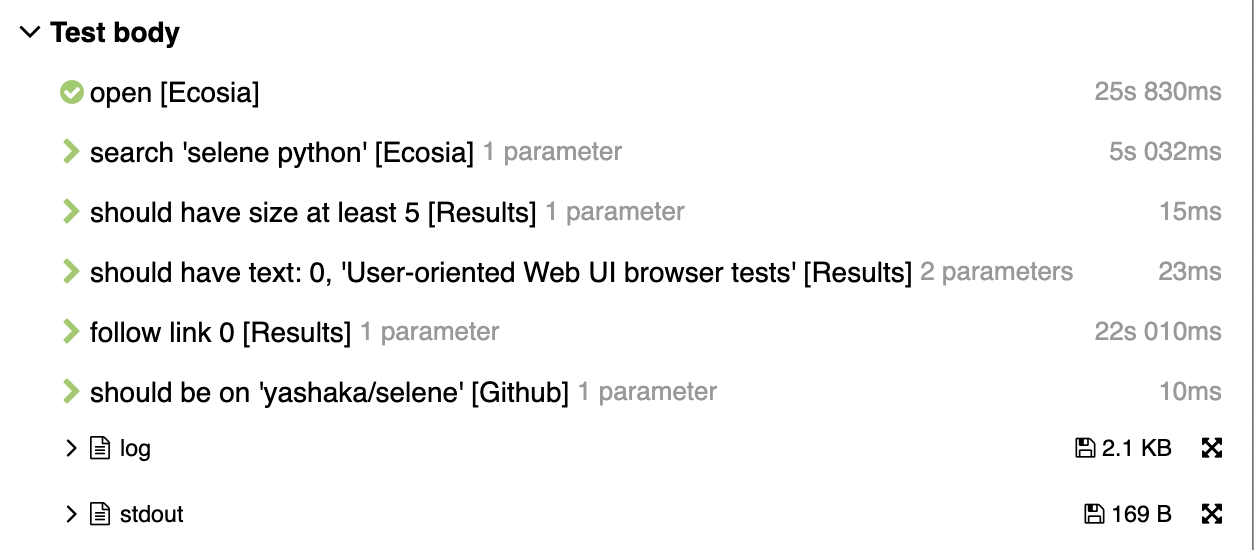 Test body
open [Ecosia] 25s 830ms
search 'selene python' [Ecosia] 1 parameter 5s 032ms
should have size at least 5 [Results] 1 parameter 15ms
should have text: 0, 'User-oriented Web UI browser tests' [Results] 2 parameters 23ms
follow link 0 [Results] 1 parameter 22s 010ms
should be on 'yashaka/selene' [Github] 1 parameter 10ms
log 2.1 KB
stdout 169 B